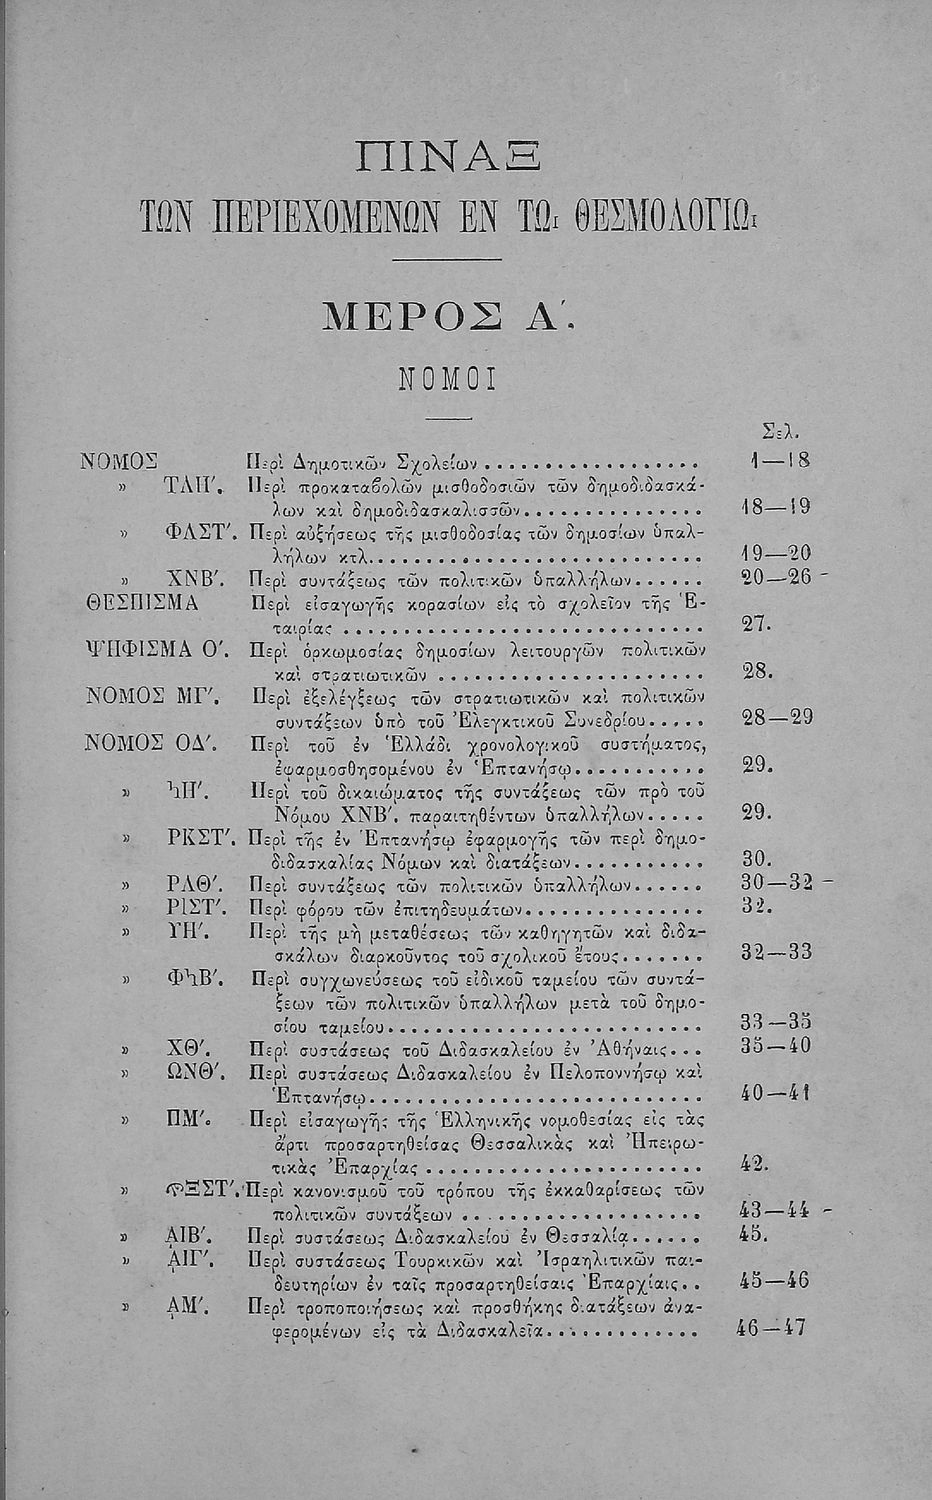 ΠΙΝΑΞ
ΤΩΝ ΠΕΡΙΕΧΟΜΕΝΩΝ ΕΝ ΤΩι ΘΕΣΜΟΛΟΓΙΩι
ΜΕΡΟΣ Α΄.
ΝΟΜΟΙ
Σελ.
ΝΟΜΟΣ Περὶ Δημοτικῶν Σχολείων . . . . . . . . . . . . . . . . . . 1—18
» ΤΛΗ΄. Περὶ προκαταβολῶν μισθοδοσιῶν τῶν δημοδιδασκά-
λων καὶ δημοδιδασκαλισσῶν . . . . . . . . . . . . . . . 18—19
» ΦΛΣΤ΄. Περὶ αὐξήσεως τῆς μισθοδοσίας τῶν δημοσίων ὑπαλ-
λήλων κτλ. . . . . . . . . . . . . . . . . . . . . . . . . . . . 19—20
» ΧΝΒ΄. Περὶ συντάξεως τῶν πολιτικῶν ὑπαλλήλων . . . . . . 20—26 -
ΘΕΣΠΙΣΜΑ Περὶ εἰσαγωγῆς κορασίων εἰς τὸ σχολεῖον τῆς Ἑ-
ταιρίας . . . . . . . . . . . . . . . . . . . . . . . . . . . . . . 27.
ΨΗΦΙΣΜΑ Ο΄. Περὶ ὁρκωμοσίας δημοσίων λειτουργῶν πολιτικῶν
καὶ στρατιωτικῶν . . . . . . . . . . . . . . . . . . . . . . 28.
ΝΟΜΟΣ ΜΓ΄. Περὶ ἐξελέγξεως τῶν στρατιωτικῶν καὶ πολιτικῶν
συντάξεων ὑπὸ τοῦ Ἐλεγκτικοῦ Συνεδρίου . . . . . 28—29
ΝΟΜΟΣ ΟΔ΄. Περὶ τοῦ ἐν Ἑλλάδι χρονολογικοῦ συστήματος,
ἐφαρμοσθησομένου ἐν Ἑπτανήσῳ . . . . . . . . . . . 29.
» ϞΗ΄. Περὶ τοῦ δικαιώματος τῆς συντάξεως τῶν πρὸ τοῦ
Νόμου ΧΝΒ΄. παραιτηθέντων ὑπαλλήλων . . . . . 29.
» ΡΚΣΤ΄. Περὶ τῆς ἐν Ἑπτανήσῳ ἐφαρμογῆς τῶν περὶ δημο-
διδασκαλίας Νόμων καὶ διατάξεων . . . . . . . . . . . 30.
» ΡΛΘ΄. Περὶ συντάξεως τῶν πολιτικῶν ὑπαλλήλων . . . . . . 30—32 -
» ΡΙΣΤ΄. Περὶ φόρου τῶν ἐπιτηδευμάτων . . . . . . . . . . . . . . . 32.
» ΥΗ΄. Περὶ τῆς μὴ μεταθέσεως τῶν καθηγητῶν καὶ διδα-
σκάλων διαρκοῦντος τοῦ σχολικοῦ ἔτους . . . . . . . 32—33
» ΦϞΒ΄. Περὶ συγχωνεύσεως τοῦ εἰδικοῦ ταμείου τῶν συντά-
ξεων τῶν πολιτικῶν ὑπαλλήλων μετὰ τοῦ δημο-
σίου ταμείου . . . . . . . . . . . . . . . . . . . . . . . . . . . 33—35
» ΧΘ΄. Περὶ συστάσεως τοῦ Διδασκαλείου ἐν Ἀθήναις . . . 35—40
» ΩΝΘ΄. Περὶ συστάσεως Διδασκαλείου ἐν Πελοποννήσῳ καὶ
Ἑπτανήσῳ . . . . . . . . . . . . . . . . . . . . . . . . . . . . 40—41
» ΠΜ΄. Περὶ εἰσαγωγῆς τῆς Ἑλληνικῆς νομοθεσίας εἰς τὰς
ἄρτι προσαρτηθείσας Θεσσαλικὰς καὶ Ἠπειρω-
τικὰς Ἐπαρχίας . . . . . . . . . . . . . . . . . . . . . . . . 42.
» ϠΞΣΤ΄. Περὶ κανονισμοῦ τοῦ τρόπου τῆς ἐκκαθαρίσεως τῶν
πολιτικῶν συντάξεων . . . . . . . . . . . . . . . . . . . . 43—44 -
» ͵ΑΙΒ΄. Περὶ συστάσεως Διδασκαλείου ἐν Θεσσαλίᾳ . . . . . . 45.
» ͵ΑΙΓ΄. Περὶ συστάσεως Τουρκικῶν καὶ Ἰσραηλιτικῶν παι-
δευτηρίων ἐν ταῖς προσαρτηθείσαις Ἐπαρχίαις . . 45—46
» ͵ΑΜ΄. Περὶ τροποποιήσεως καὶ προσθήκης διατάξεων ἀνα-
φερομένων εἰς τὰ Διδασκαλεῖα . . . . . . . . . . . . . 46—47